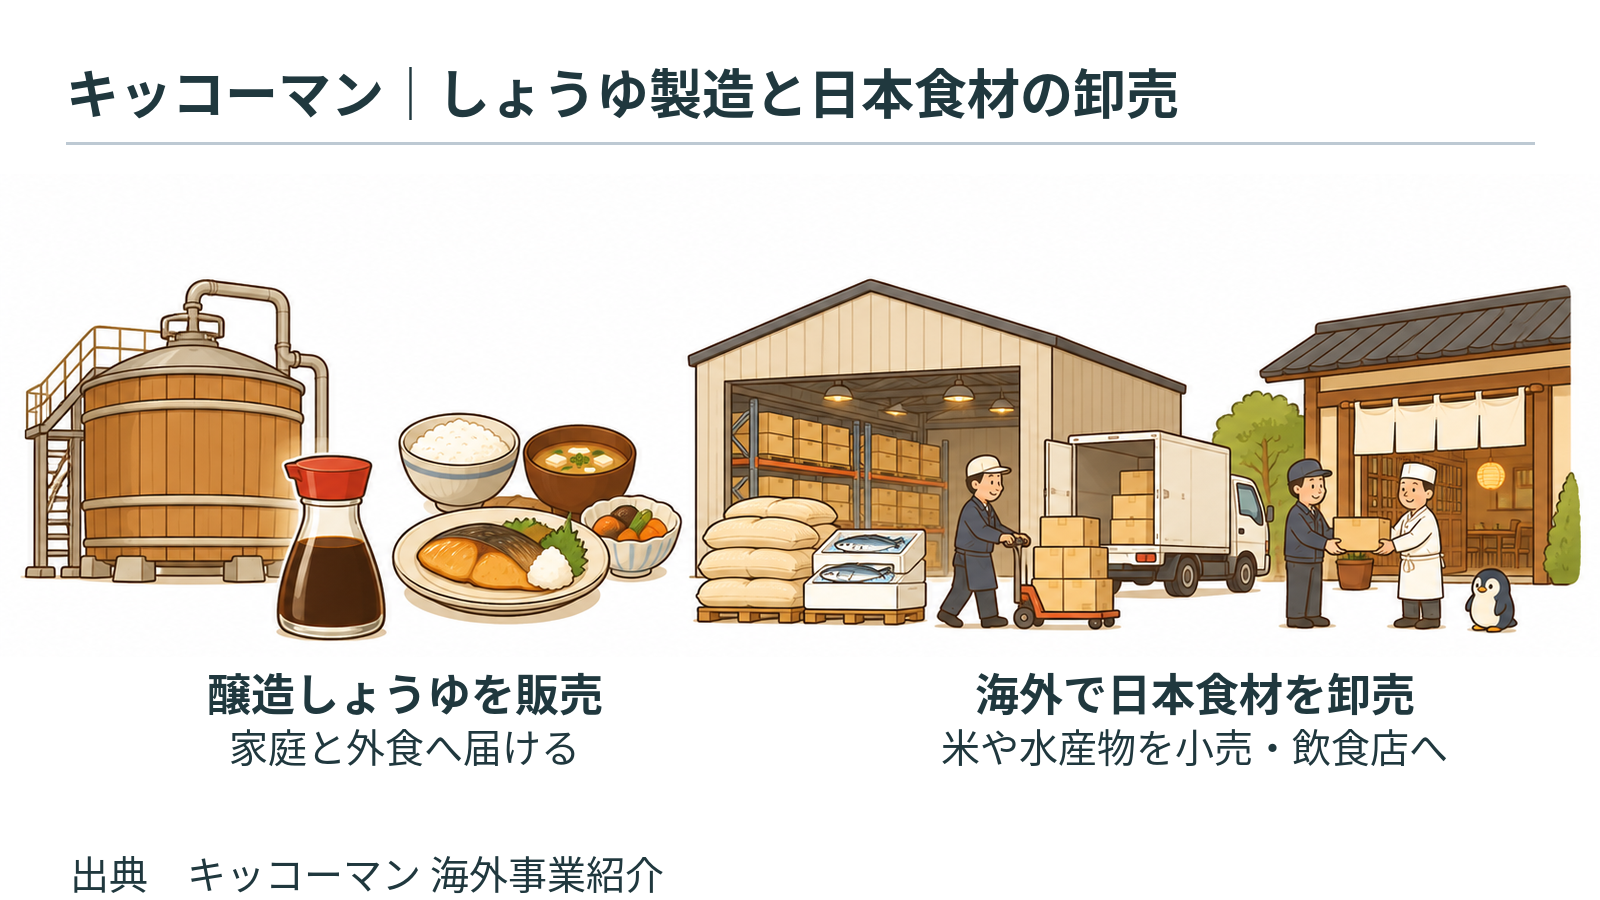 キッコーマン｜しょうゆ製造と日本食材の卸売
醸造しょうゆを販売
家庭と外食へ届ける
海外で日本食材を卸売
米や水産物を小売・飲食店へ
出典　キッコーマン 海外事業紹介